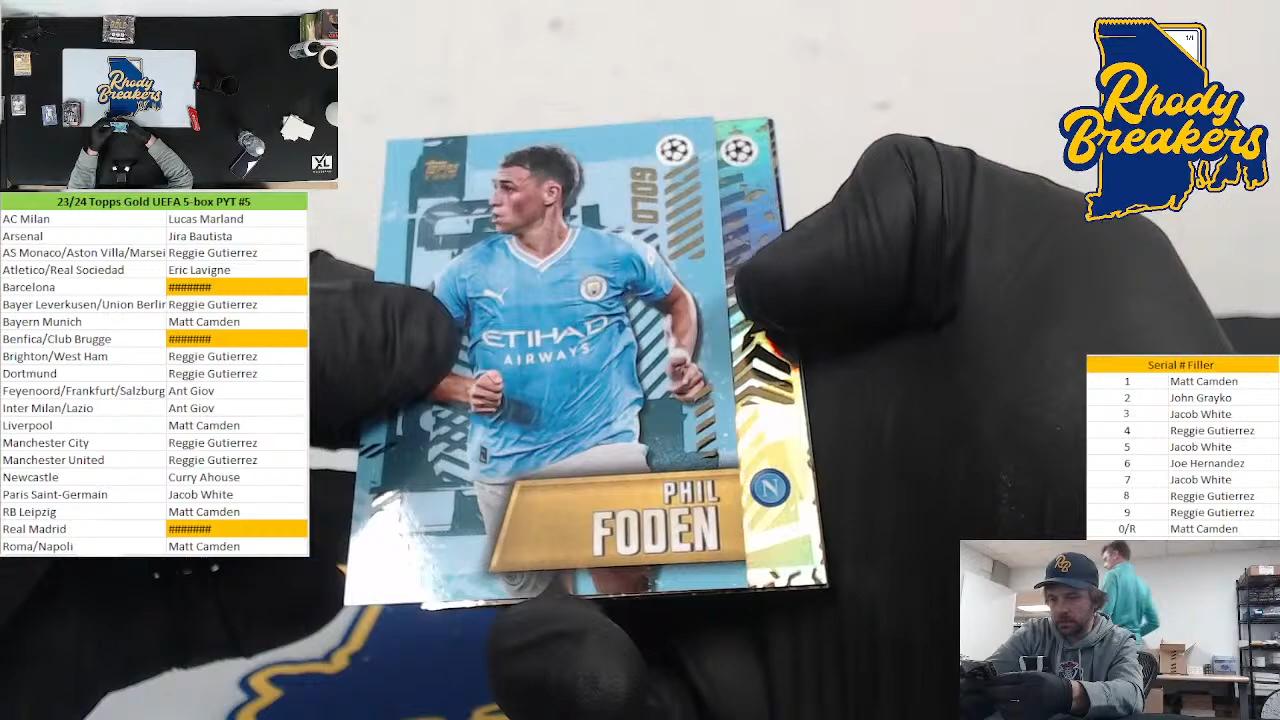 Rhody
Breakers
XL
23/24 Topps Gold UEFA 5-box PYT #5
AC Milan Lucas Marland
Arsenal Jira Bautista
AS Monaco/Aston Villa/Marsei Reggie Gutierrez
Atletico/Real Sociedad Eric Lavigne
Barcelona #######
Bayer Leverkusen/Union Berlir Reggie Gutierrez
Bayern Munich Matt Camden
Benfica/Club Brugge #######
Brighton/West Ham Reggie Gutierrez
Dortmund Reggie Gutierrez
Feyenoord/Frankfurt/Salzburg Ant Giov
Inter Milan/Lazio Ant Giov
Liverpool Matt Camden
Manchester City Reggie Gutierrez
Manchester United Reggie Gutierrez
Newcastle Curry Ahouse
Paris Saint-Germain Jacob White
RB Leipzig Matt Camden
Real Madrid #######
Roma/Napoli Matt Camden
GOLD
ETIHAD
AIRWAYS
PHIL
FODEN
N
1/1
Rhody
Breakers
Serial # Filler
1 Matt Camden
2 John Grayko
3 Jacob White
4 Reggie Gutierrez
5 Jacob White
6 Joe Hernandez
7 Jacob White
8 Reggie Gutierrez
9 Reggie Gutierrez
0/R Matt Camden
RB